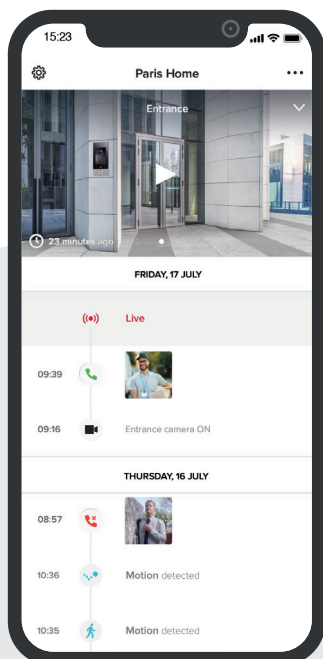 15:23
Paris Home
Entrance
23 minutes ago
FRIDAY, 17 JULY
Live
09:39
09:16 Entrance camera ON
THURSDAY, 16 JULY
08:57
10:36 Motion detected
10:35 Motion detected